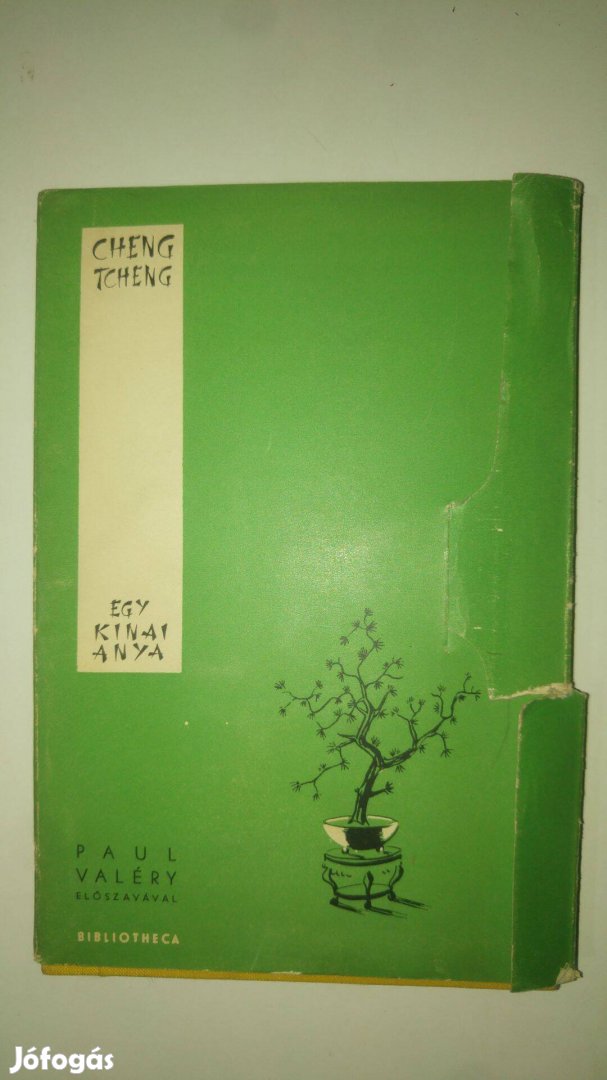 CHENG
TCHENG
EGY
KINAI
ANYA
PAUL
VALÉRY
ELŐSZAVÁVAL
BIBLIOTHECA
Jófogás